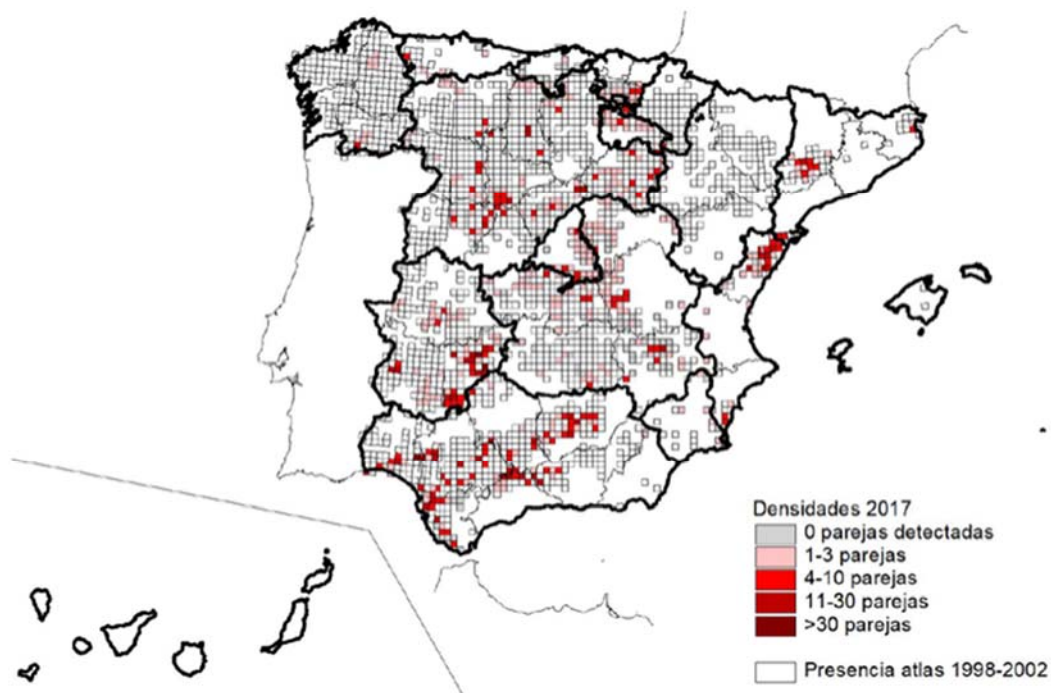 Densidades 2017
0 parejas detectadas
1-3 parejas
4-10 parejas
11-30 parejas
>30 parejas
Presencia atlas 1998-2002